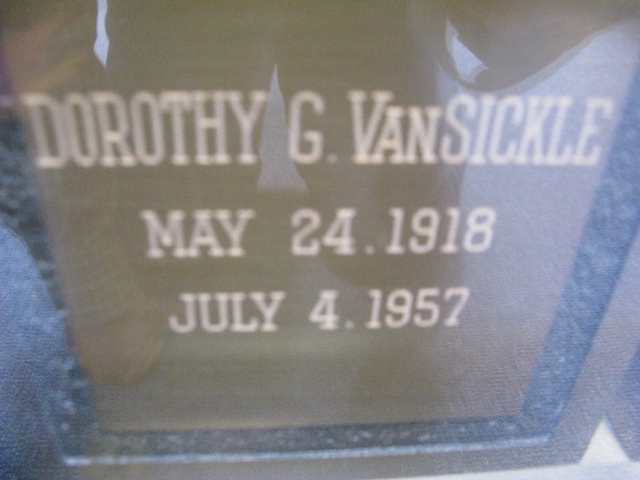 DOROTHY G. VANSICKLE
MAY 24.1918
JULY 4.1957